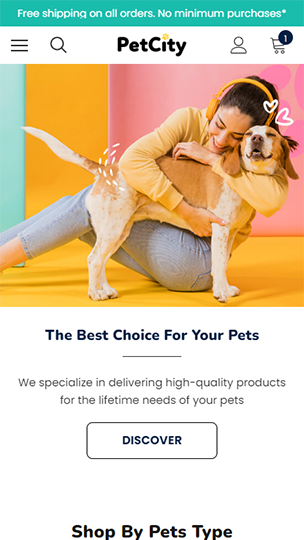 Free shipping on all orders. No minimum purchases*
PetCity
1
The Best Choice For Your Pets
We specialize in delivering high-quality products
for the lifetime needs of your pets
DISCOVER
Shop By Pets Type